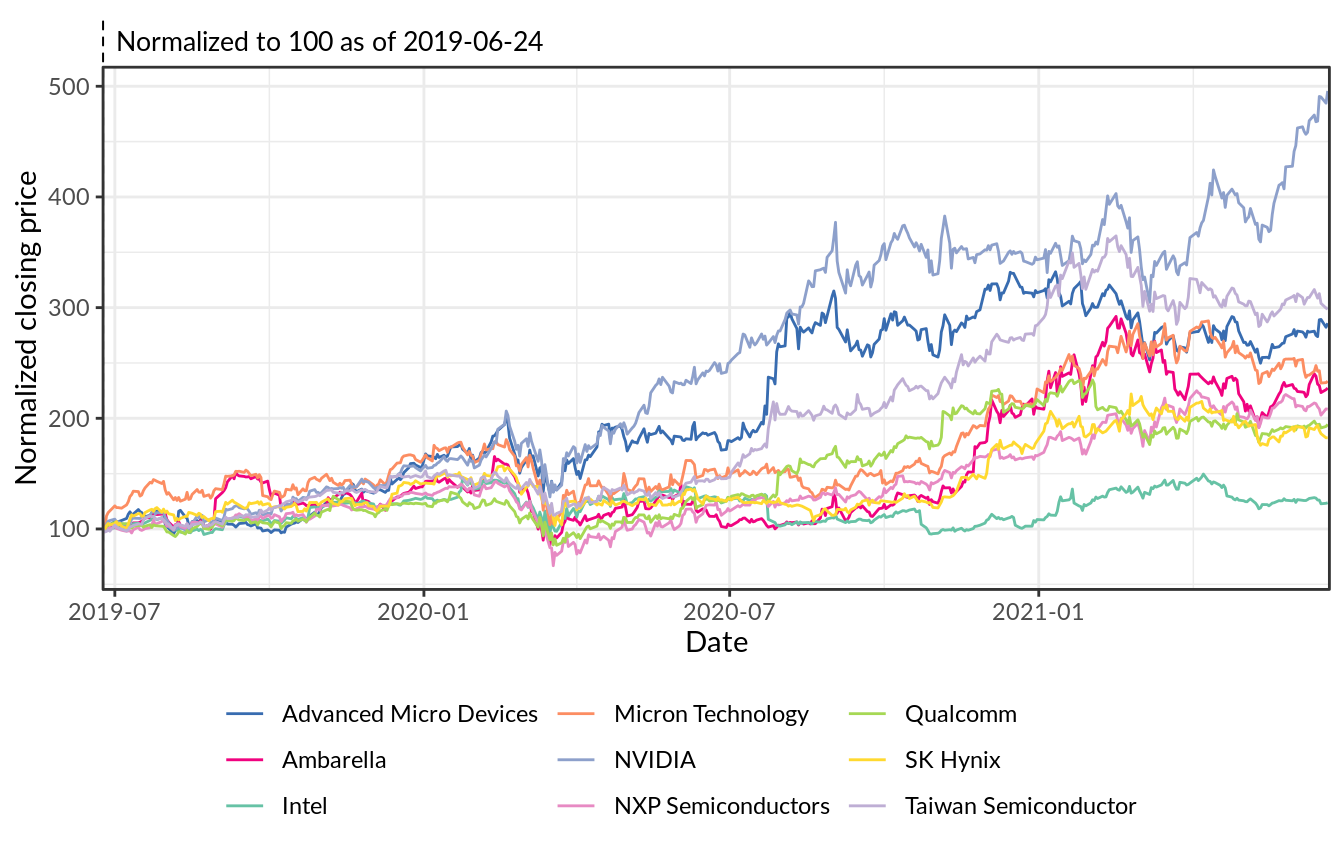 Normalized to 100 as of 2019-06-24
500
400
300
200
100
Normalized closing price
2019-07
2020-01
2020-07
2021-01
Date
Advanced Micro Devices
Micron Technology
Qualcomm
Ambarella
NVIDIA
SK Hynix
Intel
NXP Semiconductors
Taiwan Semiconductor